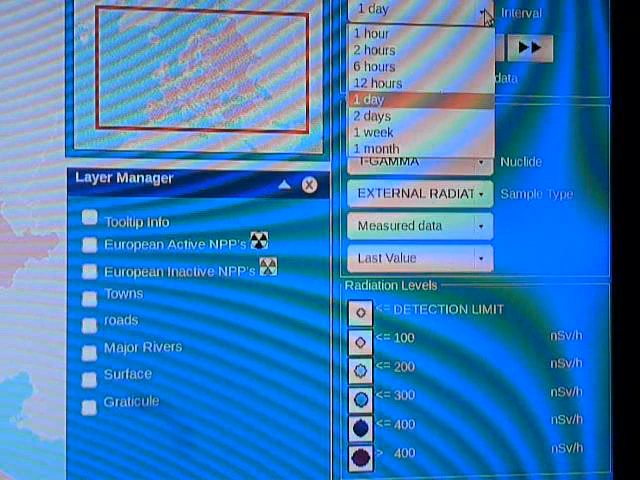 1 day
Interval
1 hour
2 hours
6 hours
12 hours
1 day
data
2 days
1 week
1 month
T-GAMMA
Nuclide
EXTERNAL RADIAT
Sample Type
Measured data
Last Value
Layer Manager
Tooltip Info
European Active NPP's
European Inactive NPP's
Towns
roads
Major Rivers
Surface
Graticule
Radiation Levels
<= DETECTION LIMIT
<= 100 nSv/h
<= 200 nSv/h
<= 300 nSv/h
<= 400 nSv/h
> 400 nSv/h